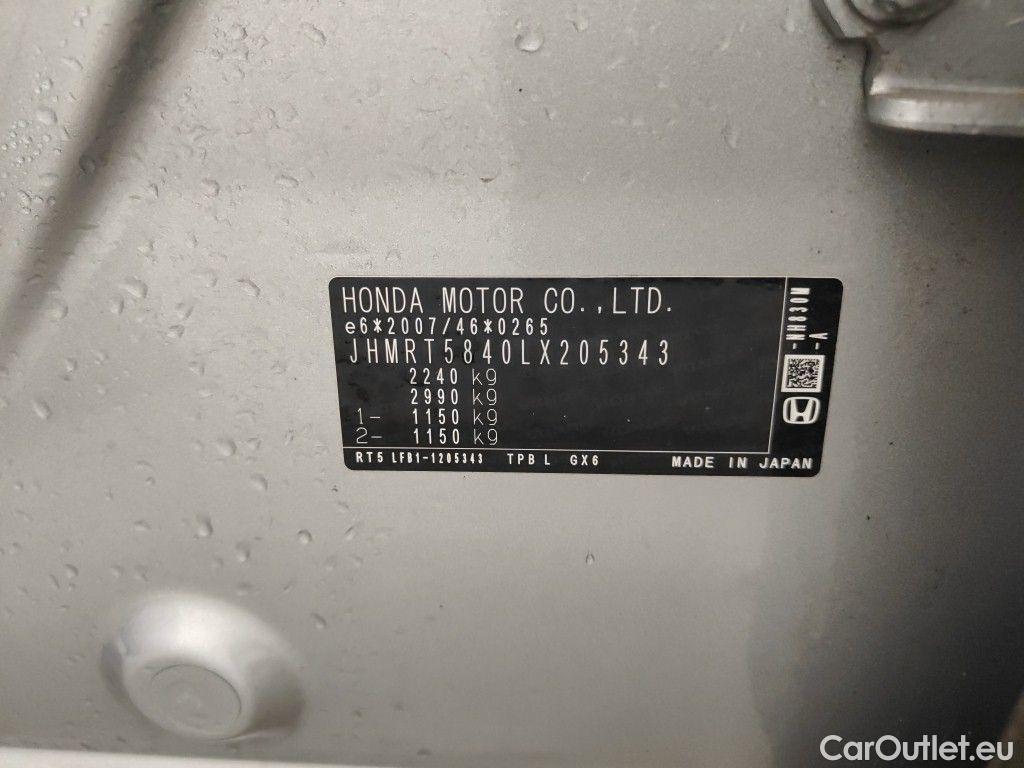 HONDA MOTOR CO.,LTD.
e6*2007/46*0265
JHMRT5840LX205343
2240 kg
2990 kg
1- 1150 kg
2- 1150 kg
RT5 LFB1-1205343 TPB L GX6
MADE IN JAPAN
V-
NH830M
CarOutlet.eu